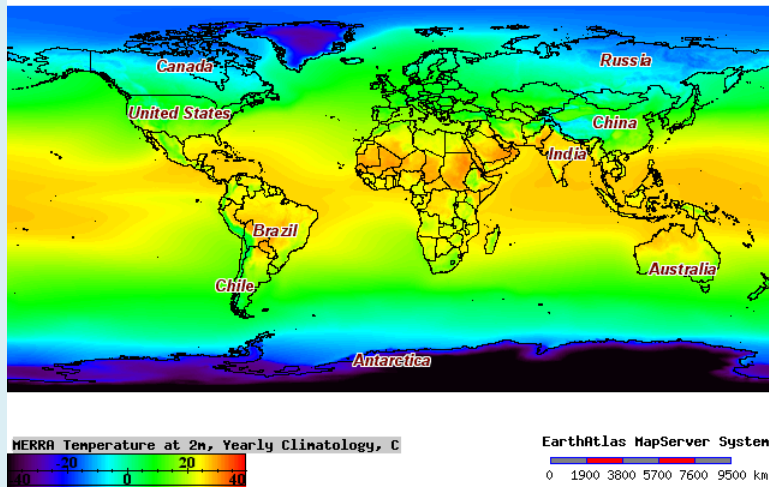 Canada
Russia
United States
China
India
Brazil
Chile
Australia
Antarctica
MERRA Temperature at 2m, Yearly Climatology, C
-20 20
-40 0 40
EarthAtlas MapServer System
0 1900 3800 5700 7600 9500 km